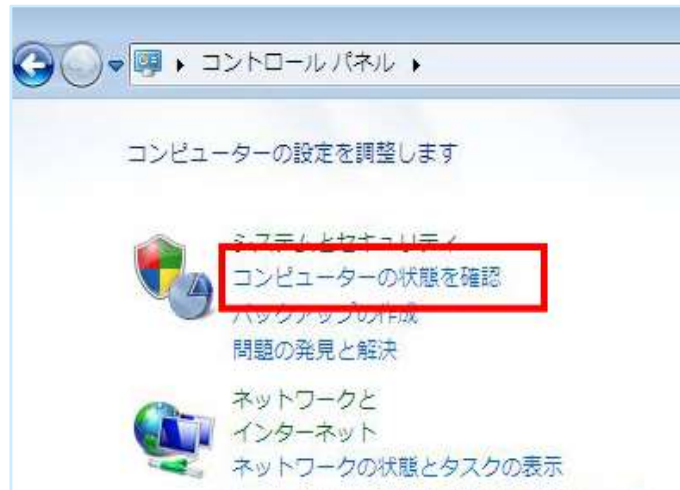 コントロール パネル
コンピューターの設定を調整します
システムとセキュリティ
コンピューターの状態を確認
バックアップの作成
問題の発見と解決
ネットワークと
インターネット
ネットワークの状態とタスクの表示